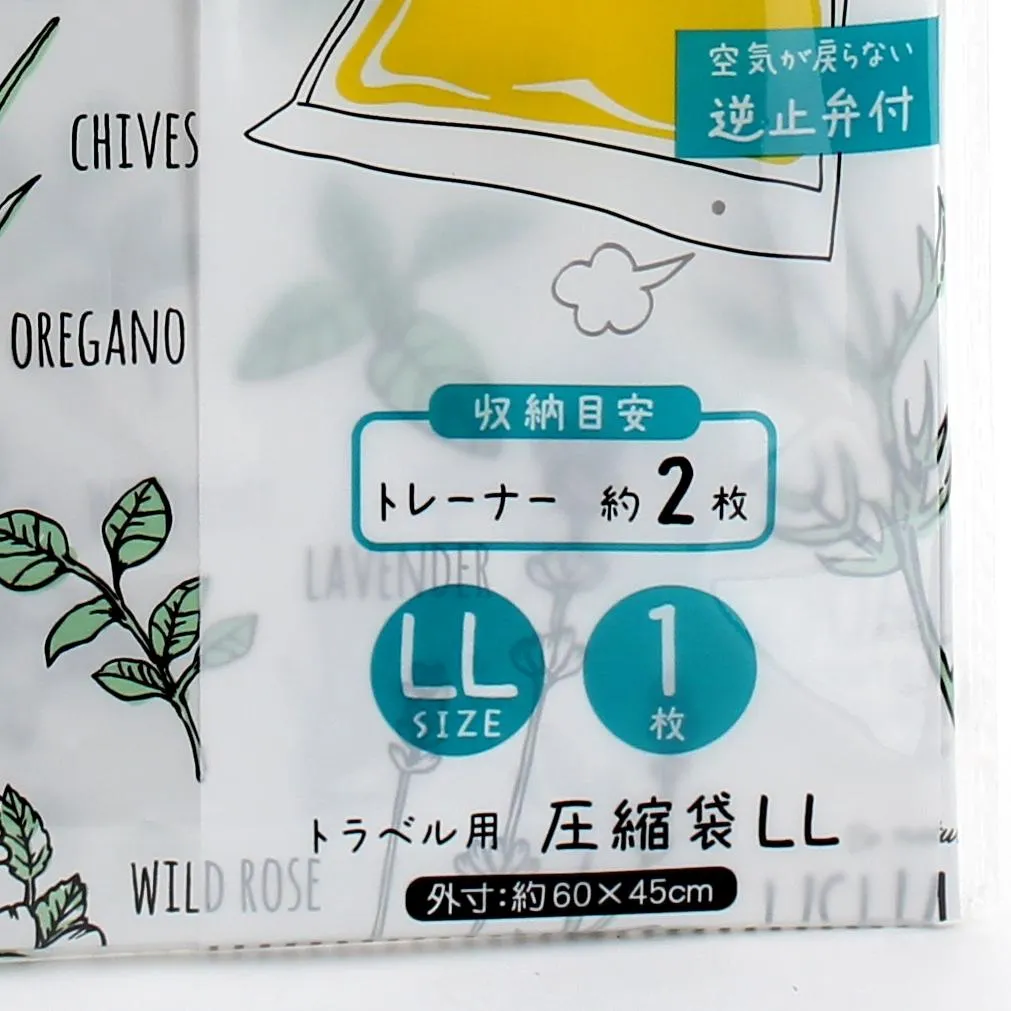 空気が戻らない
逆止弁付
CHIVES
OREGANO
収納目安
トレーナー 約2枚
LAVENDER
LL
SIZE
1
枚
トラベル用 圧縮袋LL
WILD ROSE
外寸:約60×45cm